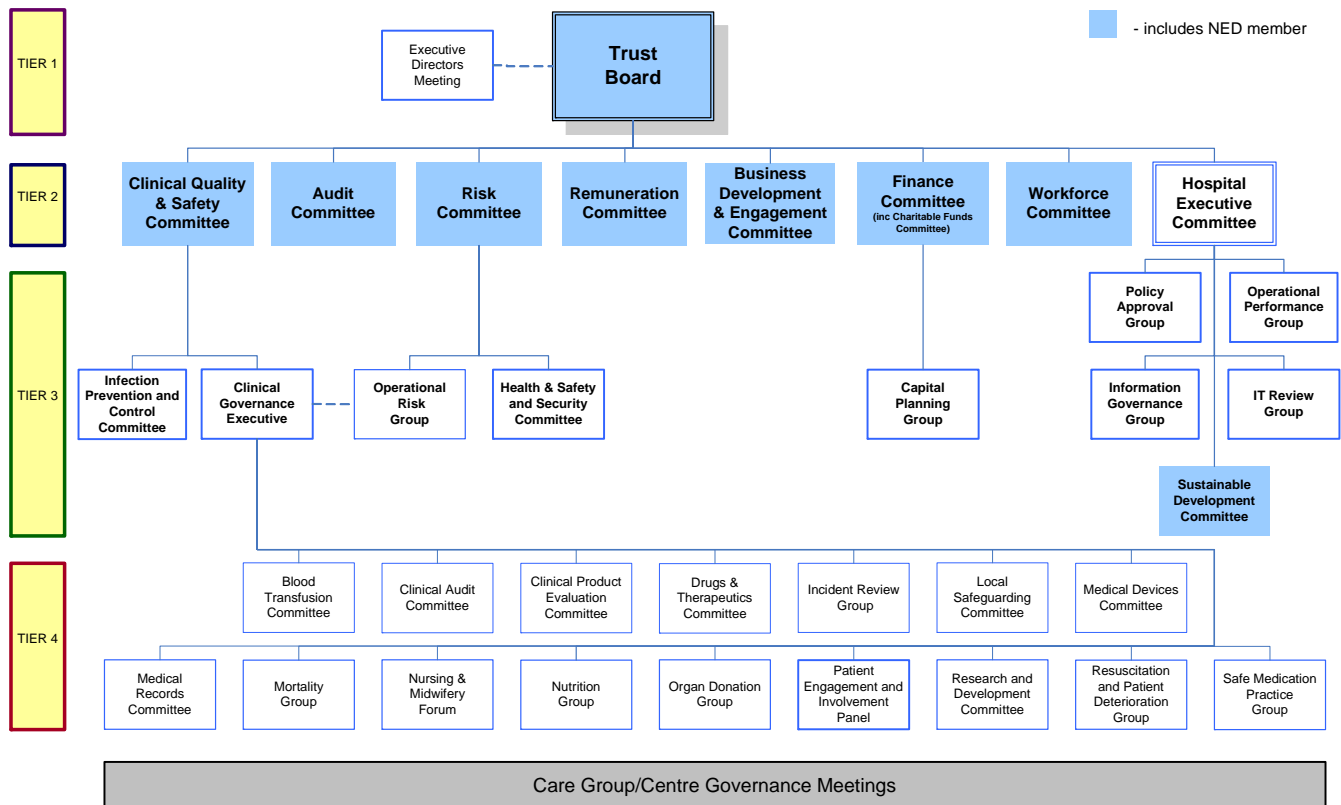 - includes NED member
TIER 1
Executive
Directors
Meeting
Trust
Board
TIER 2
Clinical Quality
& Safety
Committee
Audit
Committee
Risk
Committee
Remuneration
Committee
Business
Development
& Engagement
Committee
Finance
Committee
(inc Charitable Funds
Committee)
Workforce
Committee
Hospital
Executive
Committee
TIER 3
Policy
Approval
Group
Operational
Performance
Group
Infection
Prevention and
Control
Committee
Clinical
Governance
Executive
Operational
Risk
Group
Health & Safety
and Security
Committee
Capital
Planning
Group
Information
Governance
Group
IT Review
Group
Sustainable
Development
Committee
TIER 4
Blood
Transfusion
Committee
Clinical Audit
Committee
Clinical Product
Evaluation
Committee
Drugs &
Therapeutics
Committee
Incident Review
Group
Local
Safeguarding
Committee
Medical Devices
Committee
Medical
Records
Committee
Mortality
Group
Nursing &
Midwifery
Forum
Nutrition
Group
Organ Donation
Group
Patient
Engagement and
Involvement
Panel
Research and
Development
Committee
Resuscitation
and Patient
Deterioration
Group
Safe Medication
Practice
Group
Care Group/Centre Governance Meetings